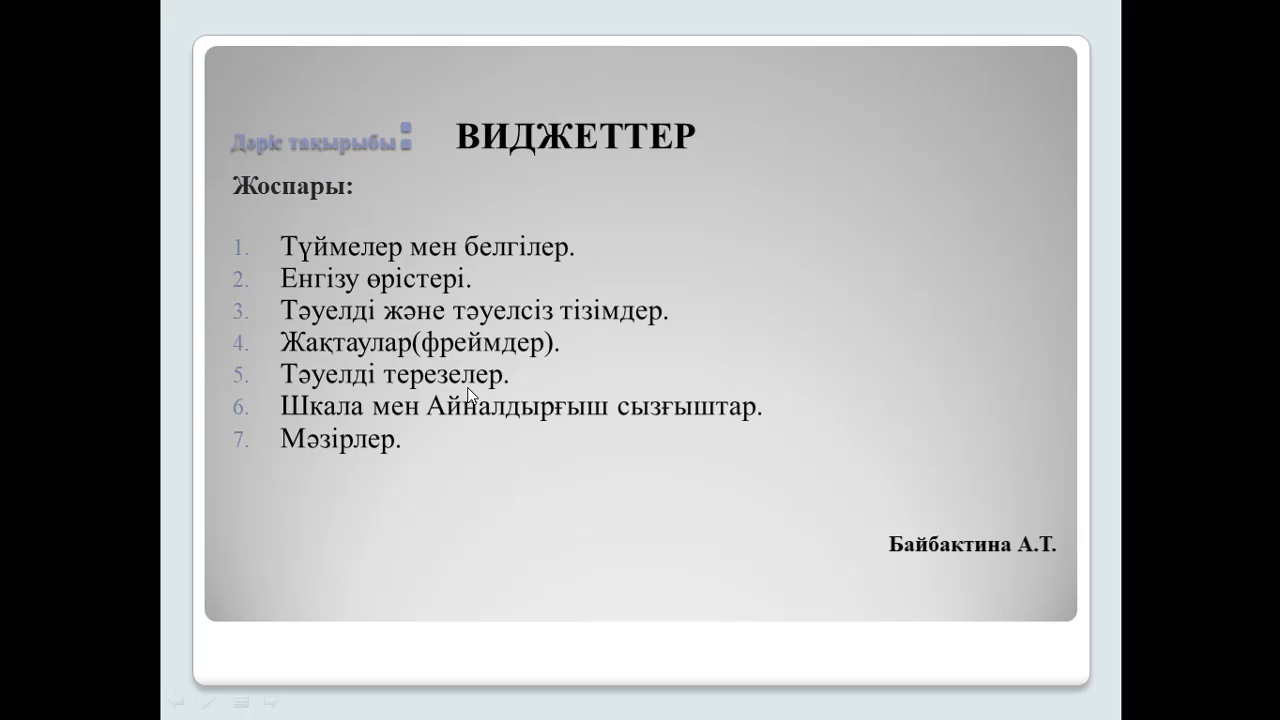 Дәріс тақырыбы: ВИДЖЕТТЕР
Жоспары:
1. Түймелер мен белгілер.
2. Енгізу өрістері.
3. Тәуелді және тәуелсіз тізімдер.
4. Жақтаулар(фреймдер).
5. Тәуелді терезелер.
6. Шкала мен Айналдырғыш сызғыштар.
7. Мәзірлер.
Байбактина А.Т.